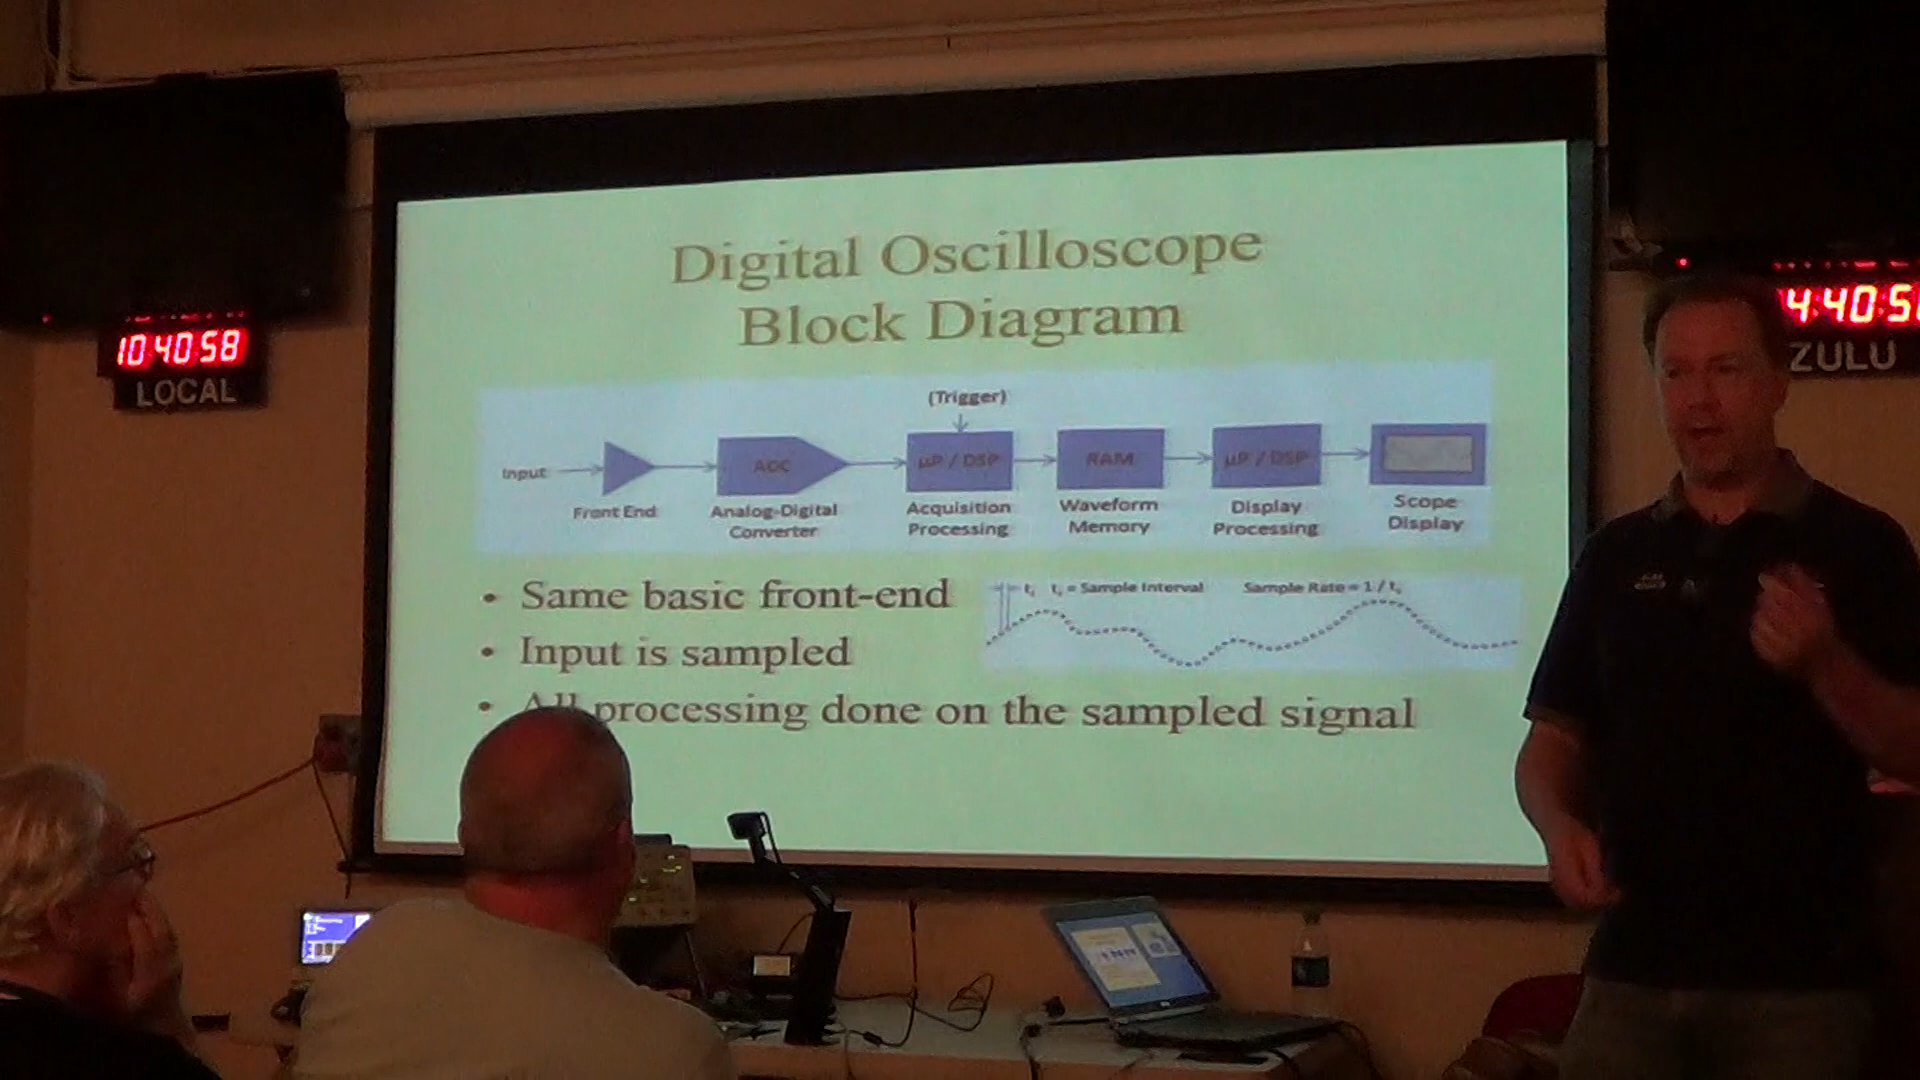 Digital Oscilloscope
Block Diagram
(Trigger)
Input
ADC
µP / DSP
RAM
µP / DSP
Front End
Analog-Digital
Converter
Acquisition
Processing
Waveform
Memory
Display
Processing
Scope
Display
• Same basic front-end
• Input is sampled
• All processing done on the sampled signal
tᵢ tᵢ = Sample Interval Sample Rate = 1 / tᵢ
10:40:58
LOCAL
4:40:5
ZULU